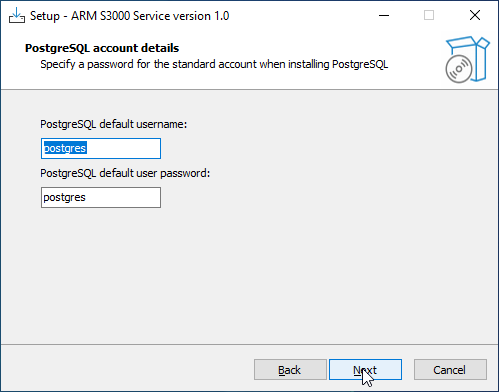 Setup - ARM S3000 Service version 1.0
PostgreSQL account details
Specify a password for the standard account when installing PostgreSQL
PostgreSQL default username:
postgres
PostgreSQL default user password:
postgres
Back Next Cancel